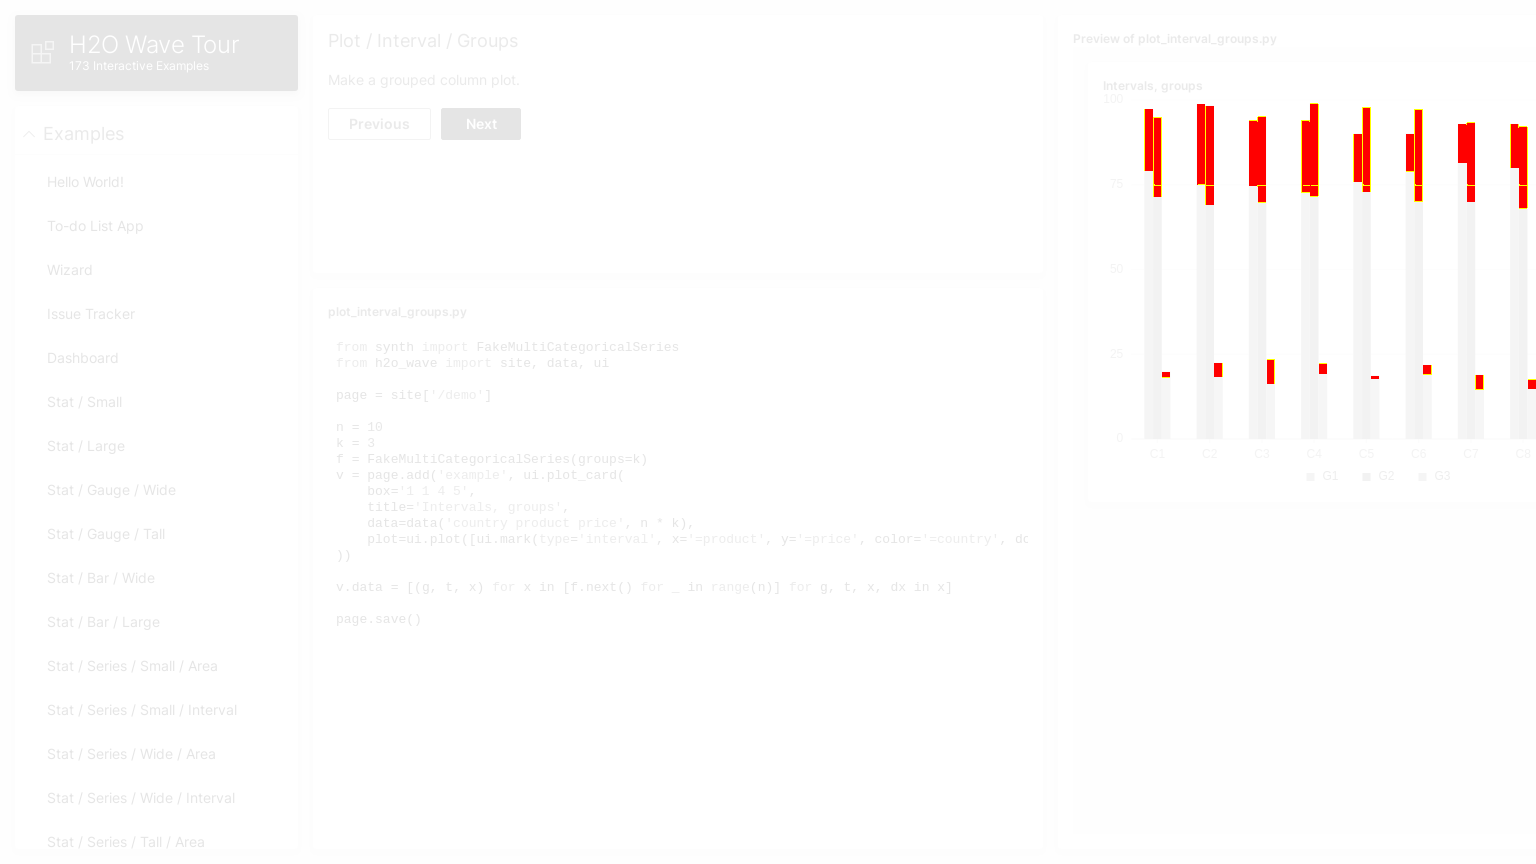 H2O Wave Tour
173 Interactive Examples
Examples
Hello World!
To-do List App
Wizard
Issue Tracker
Dashboard
Stat / Small
Stat / Large
Stat / Gauge / Wide
Stat / Gauge / Tall
Stat / Bar / Wide
Stat / Bar / Large
Stat / Series / Small / Area
Stat / Series / Small / Interval
Stat / Series / Wide / Area
Stat / Series / Wide / Interval
Stat / Series / Tall / Area
Plot / Interval / Groups
Make a grouped column plot.
Previous Next
plot_interval_groups.py
from synth import FakeMultiCategoricalSeries
from h2o_wave import site, data, ui
page = site['/demo']
n = 10
k = 3
f = FakeMultiCategoricalSeries(groups=k)
v = page.add('example', ui.plot_card(
    box='1 1 4 5',
    title='Intervals, groups',
    data=data('country product price', n * k),
    plot=ui.plot([ui.mark(type='interval', x='=product', y='=price', color='=country', do
))
v.data = [(g, t, x) for x in [f.next() for _ in range(n)] for g, t, x, dx in x]
page.save()
Preview of plot_interval_groups.py
Intervals, groups
100
75
50
25
0
C1 C2 C3 C4 C5 C6 C7 C8
G1 G2 G3